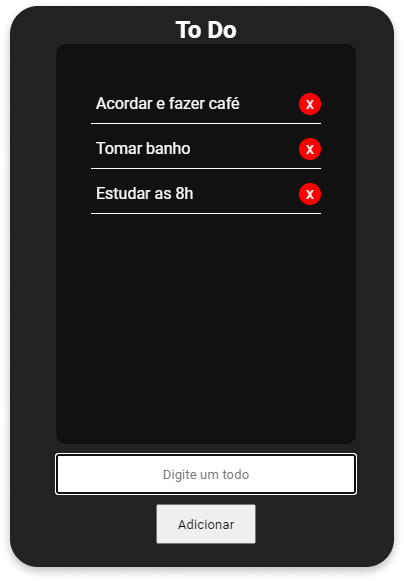 To Do
Acordar e fazer café X
Tomar banho X
Estudar as 8h X
Digite um todo
Adicionar